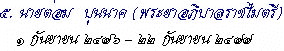 ๕. นายต่อม  บุนนาค (พระยาอภิบาลราชไมตรี)
๑ กันยายน ๒๔๗๖ - ๒๒ กันยายน ๒๔๗๗